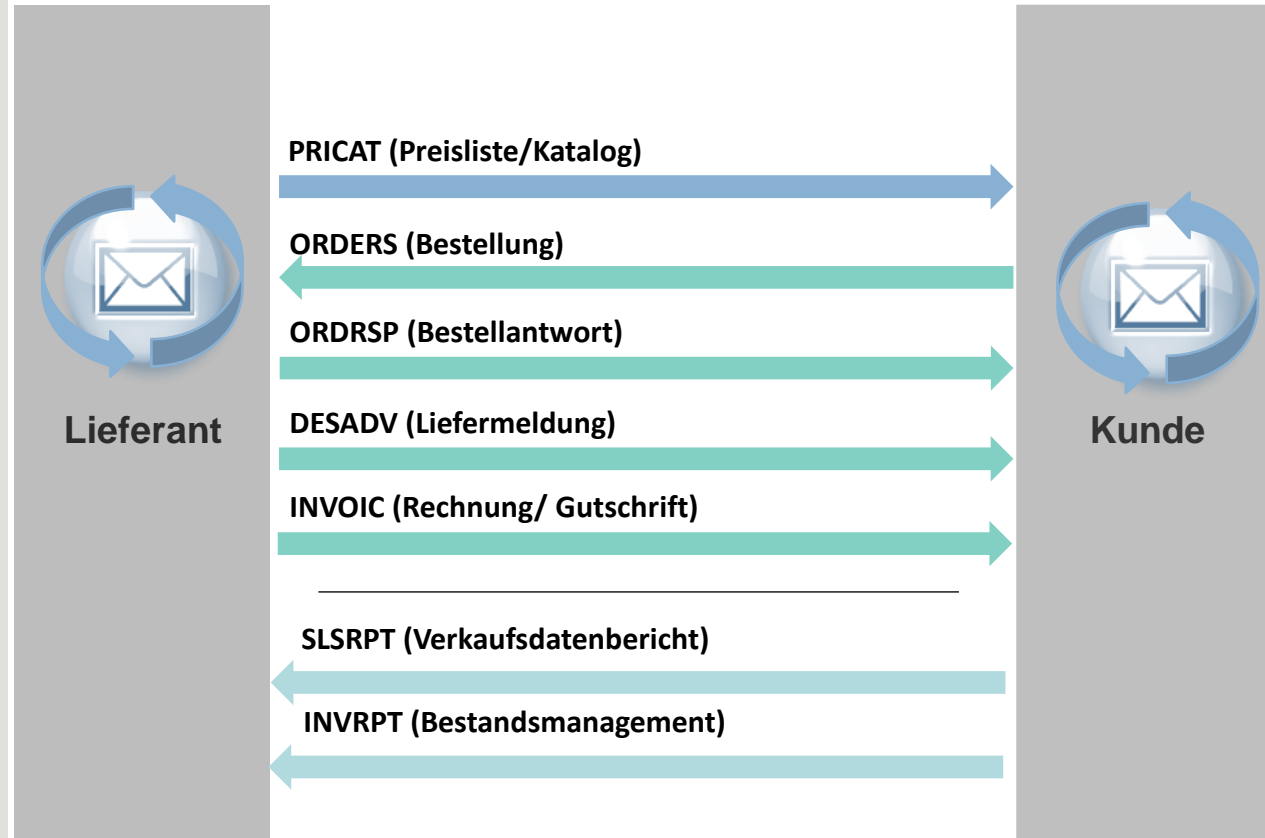 PRICAT (Preisliste/Katalog)
ORDERS (Bestellung)
ORDRSP (Bestellantwort)
DESADV (Liefermeldung)
Lieferant
Kunde
INVOIC (Rechnung/ Gutschrift)
SLSRPT (Verkaufsdatenbericht)
INVRPT (Bestandsmanagement)